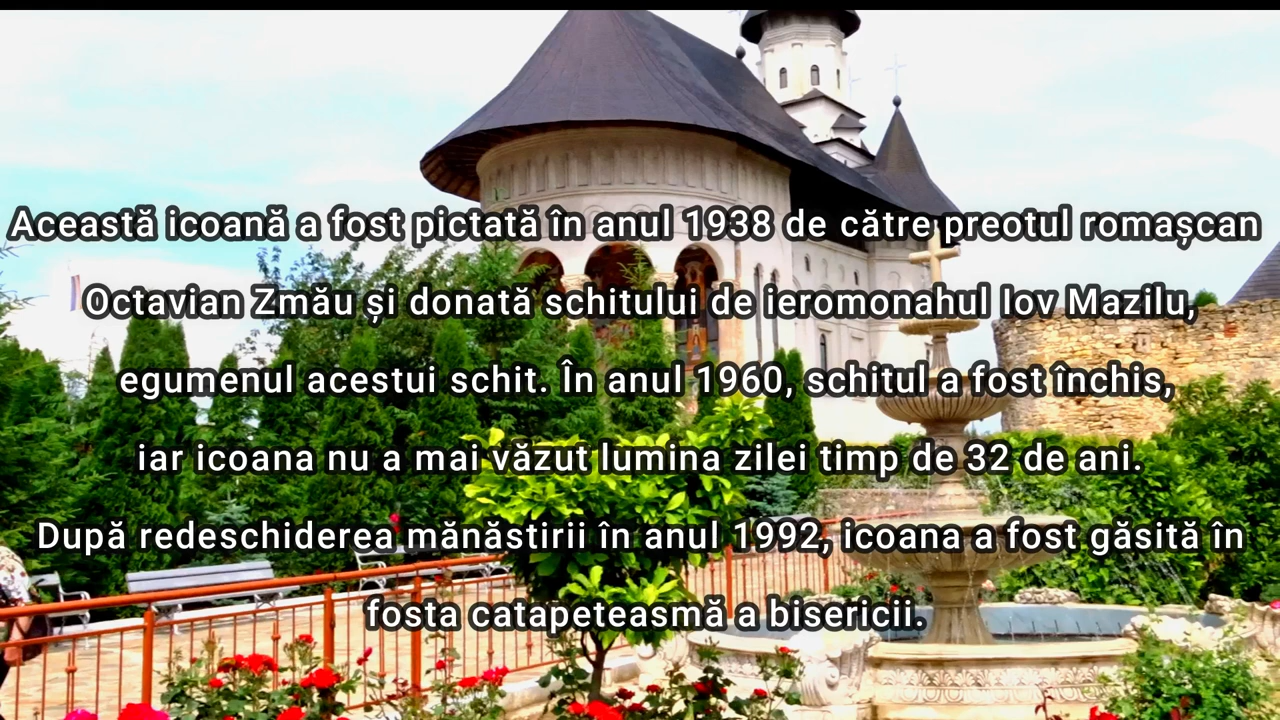 Această icoană a fost pictată în anul 1938 de către preotul romașcan
Octavian Zmău și donată schitului de ieromonahul Iov Mazilu,
egumenul acestui schit. În anul 1960, schitul a fost închis,
iar icoana nu a mai văzut lumina zilei timp de 32 de ani.
După redeschiderea mănăstirii în anul 1992, icoana a fost găsită în
fosta catapeteasmă a bisericii.